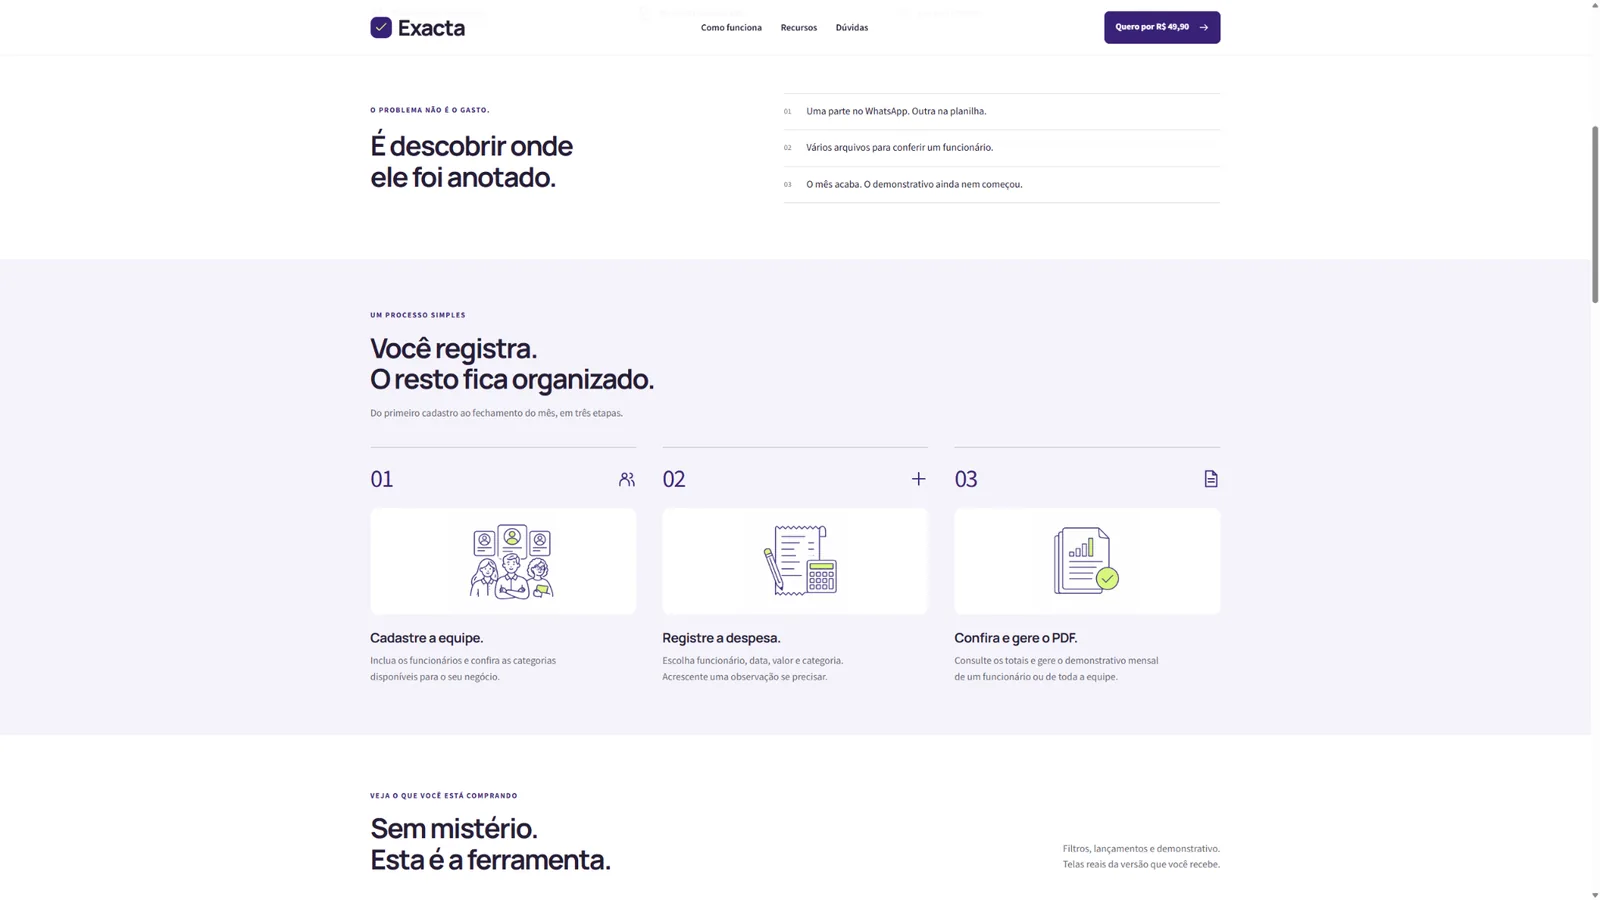 Exacta
Como funciona
Recursos
Dúvidas
Quero por R$ 49,90
O PROBLEMA NÃO É O GASTO.
É descobrir onde
ele foi anotado.
01 Uma parte no WhatsApp. Outra na planilha.
02 Vários arquivos para conferir um funcionário.
03 O mês acaba. O demonstrativo ainda nem começou.
UM PROCESSO SIMPLES
Você registra.
O resto fica organizado.
Do primeiro cadastro ao fechamento do mês, em três etapas.
01
Cadastre a equipe.
Inclua os funcionários e confira as categorias
disponíveis para o seu negócio.
02
Registre a despesa.
Escolha funcionário, data, valor e categoria.
Acrescente uma observação se precisar.
03
Confira e gere o PDF.
Consulte os totais e gere o demonstrativo mensal
de um funcionário ou de toda a equipe.
VEJA O QUE VOCÊ ESTÁ COMPRANDO
Sem mistério.
Esta é a ferramenta.
Filtros, lançamentos e demonstrativo.
Telas reais da versão que você recebe.